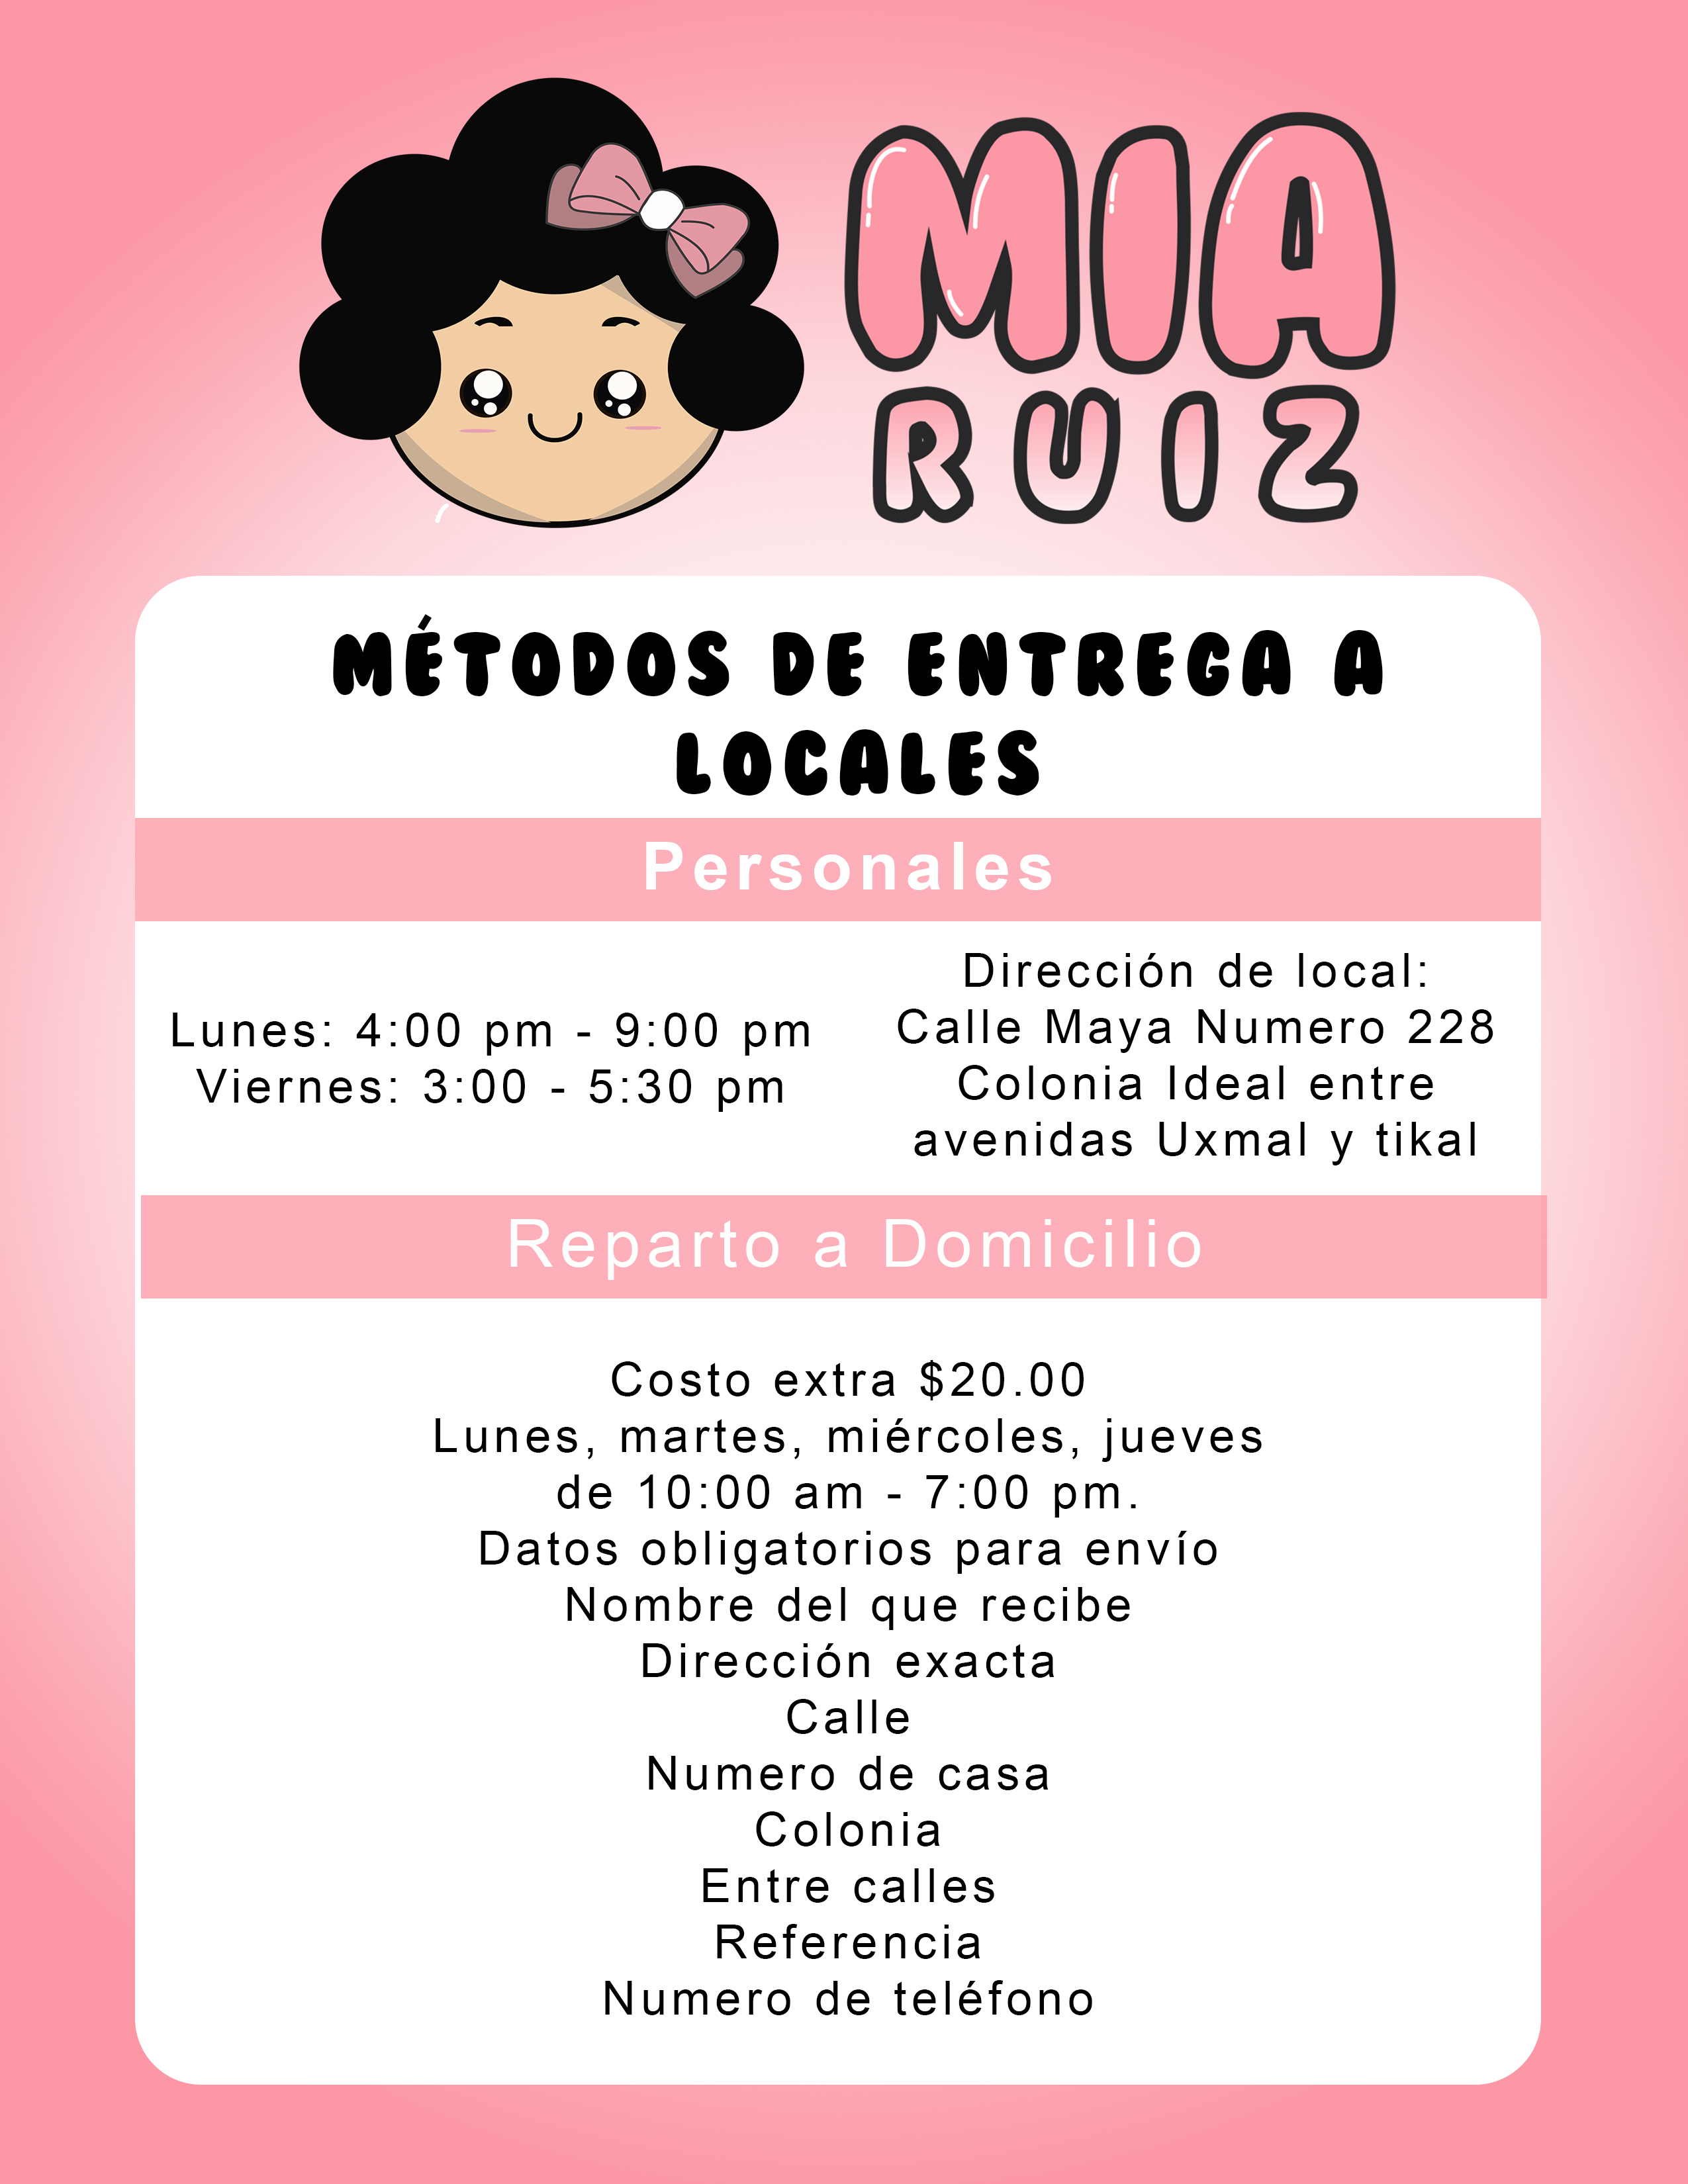 MIA
RUIZ
MÉTODOS DE ENTREGA A
LOCALES
Personales
Lunes: 4:00 pm - 9:00 pm
Viernes: 3:00 - 5:30 pm
Dirección de local:
Calle Maya Numero 228
Colonia Ideal entre
avenidas Uxmal y tikal
Reparto a Domicilio
Costo extra $20.00
Lunes, martes, miércoles, jueves
de 10:00 am - 7:00 pm.
Datos obligatorios para envío
Nombre del que recibe
Dirección exacta
Calle
Numero de casa
Colonia
Entre calles
Referencia
Numero de teléfono